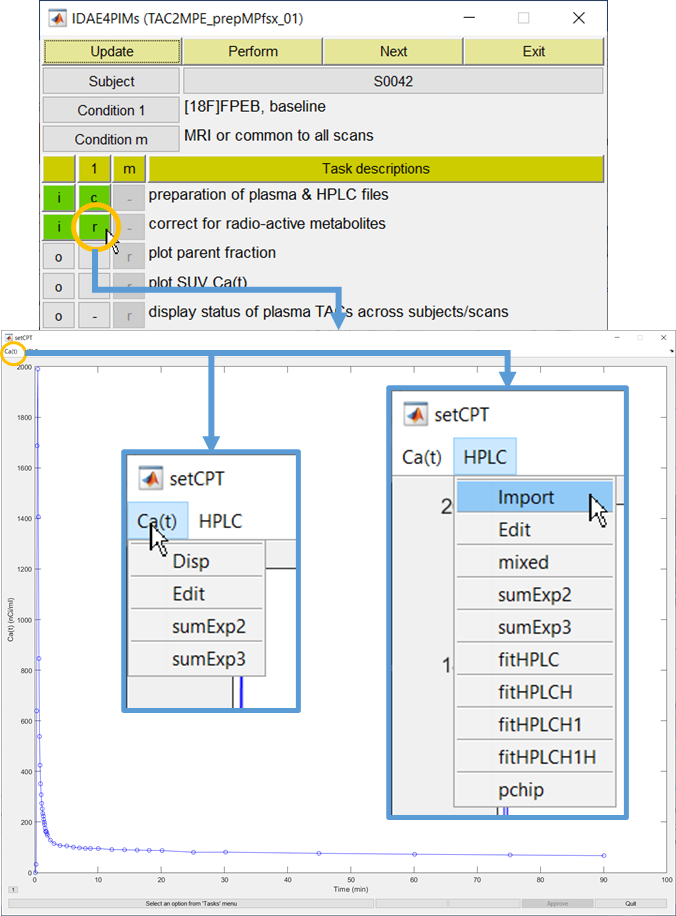 IDAE4PIMs (TAC2MPE_prepMPfsx_01)
Update Perform Next Exit
Subject S0042
Condition 1 [18F]FPEB, baseline
Condition m MRI or common to all scans
1 m Task descriptions
i c - preparation of plasma & HPLC files
i r - correct for radio-active metabolites
o r plot parent fraction
o r plot SUV Ca(t)
o - r display status of plasma TACs across subjects/scans
setCPT
Ca(t)
2000
1800
1600
1400
1200
1000
800
600
400
200
0
Ca(t) (nCi/ml)
0 10 20 30 40 50 60 70 80 90 100
Time (min)
setCPT
Ca(t) HPLC
Disp
Edit
sumExp2
sumExp3
setCPT
Ca(t) HPLC
Import
Edit
mixed
sumExp2
sumExp3
fitHPLC
fitHPLCH
fitHPLCH1
fitHPLCH1H
pchip
1
Select an option from 'Tasks' menu Approve Quit